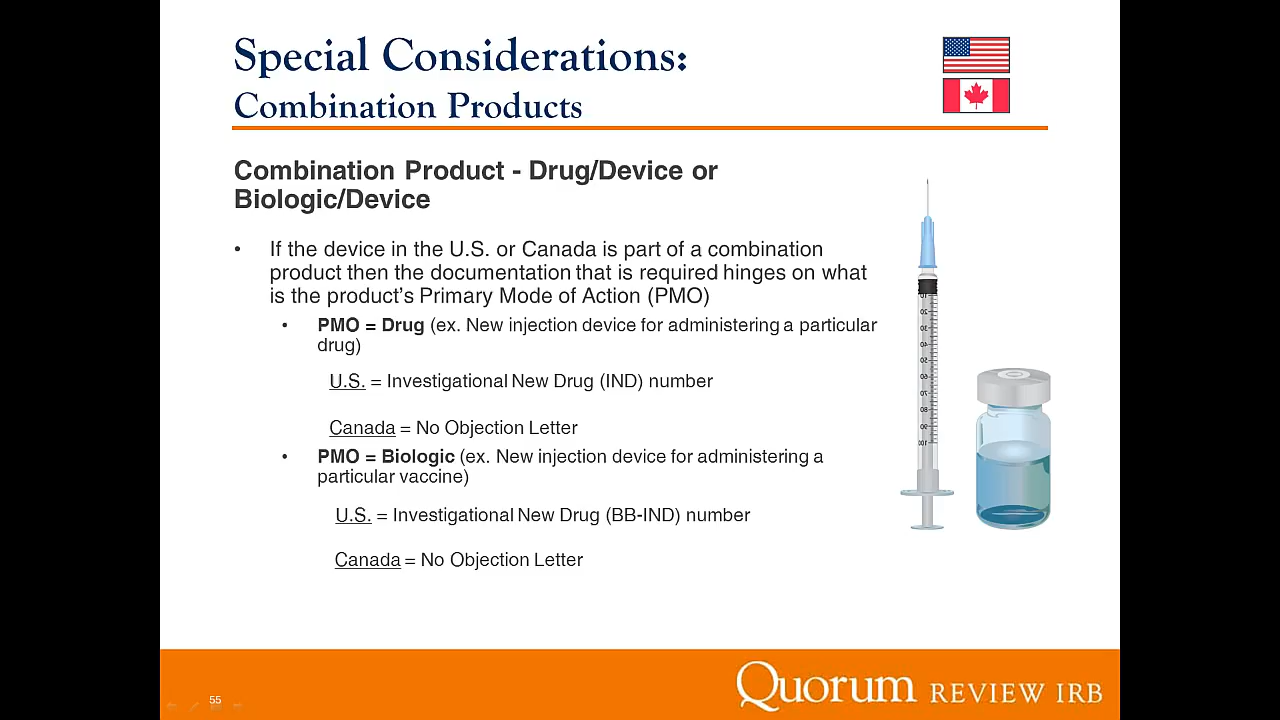 Special Considerations:
Combination Products
Combination Product - Drug/Device or
Biologic/Device
• If the device in the U.S. or Canada is part of a combination
product then the documentation that is required hinges on what
is the product's Primary Mode of Action (PMO)
• PMO = Drug (ex. New injection device for administering a particular
drug)
U.S. = Investigational New Drug (IND) number
Canada = No Objection Letter
• PMO = Biologic (ex. New injection device for administering a
particular vaccine)
U.S. = Investigational New Drug (BB-IND) number
Canada = No Objection Letter
55
Quorum REVIEW IRB